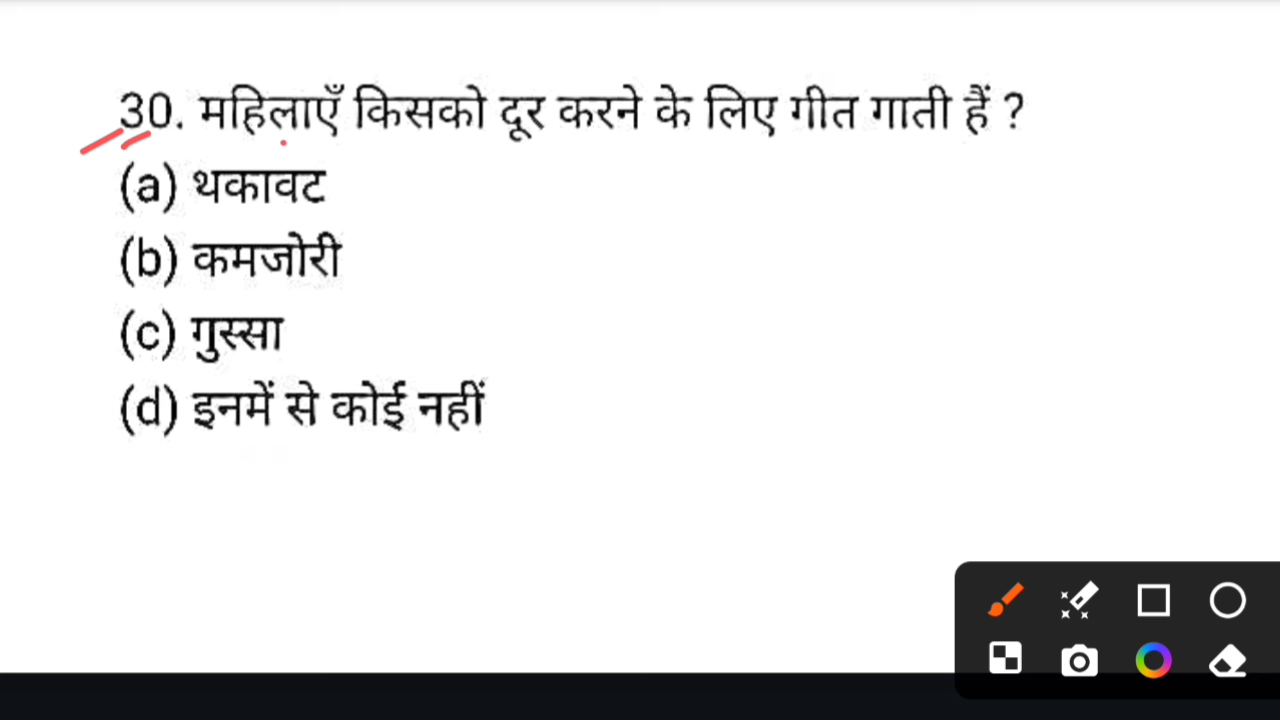 30. महिलाएँ किसको दूर करने के लिए गीत गाती हैं ?
(a) थकावट
(b) कमजोरी
(c) गुस्सा
(d) इनमें से कोई नहीं